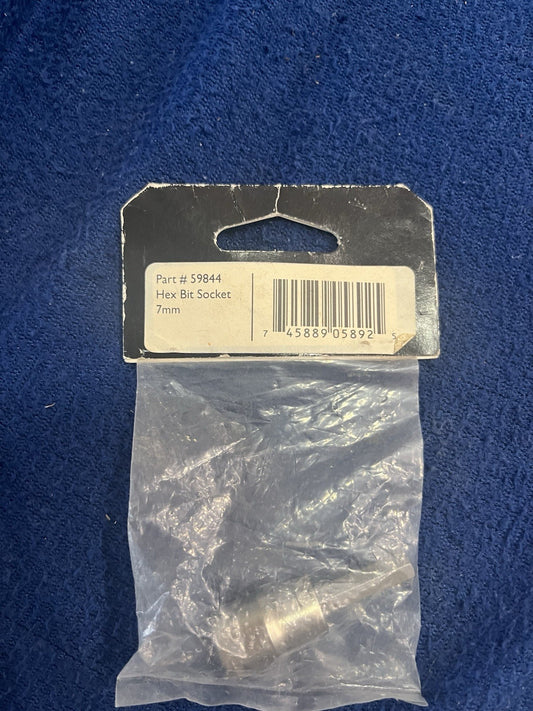 Part # 59844
Hex Bit Socket
7mm
7 45889 05892 5